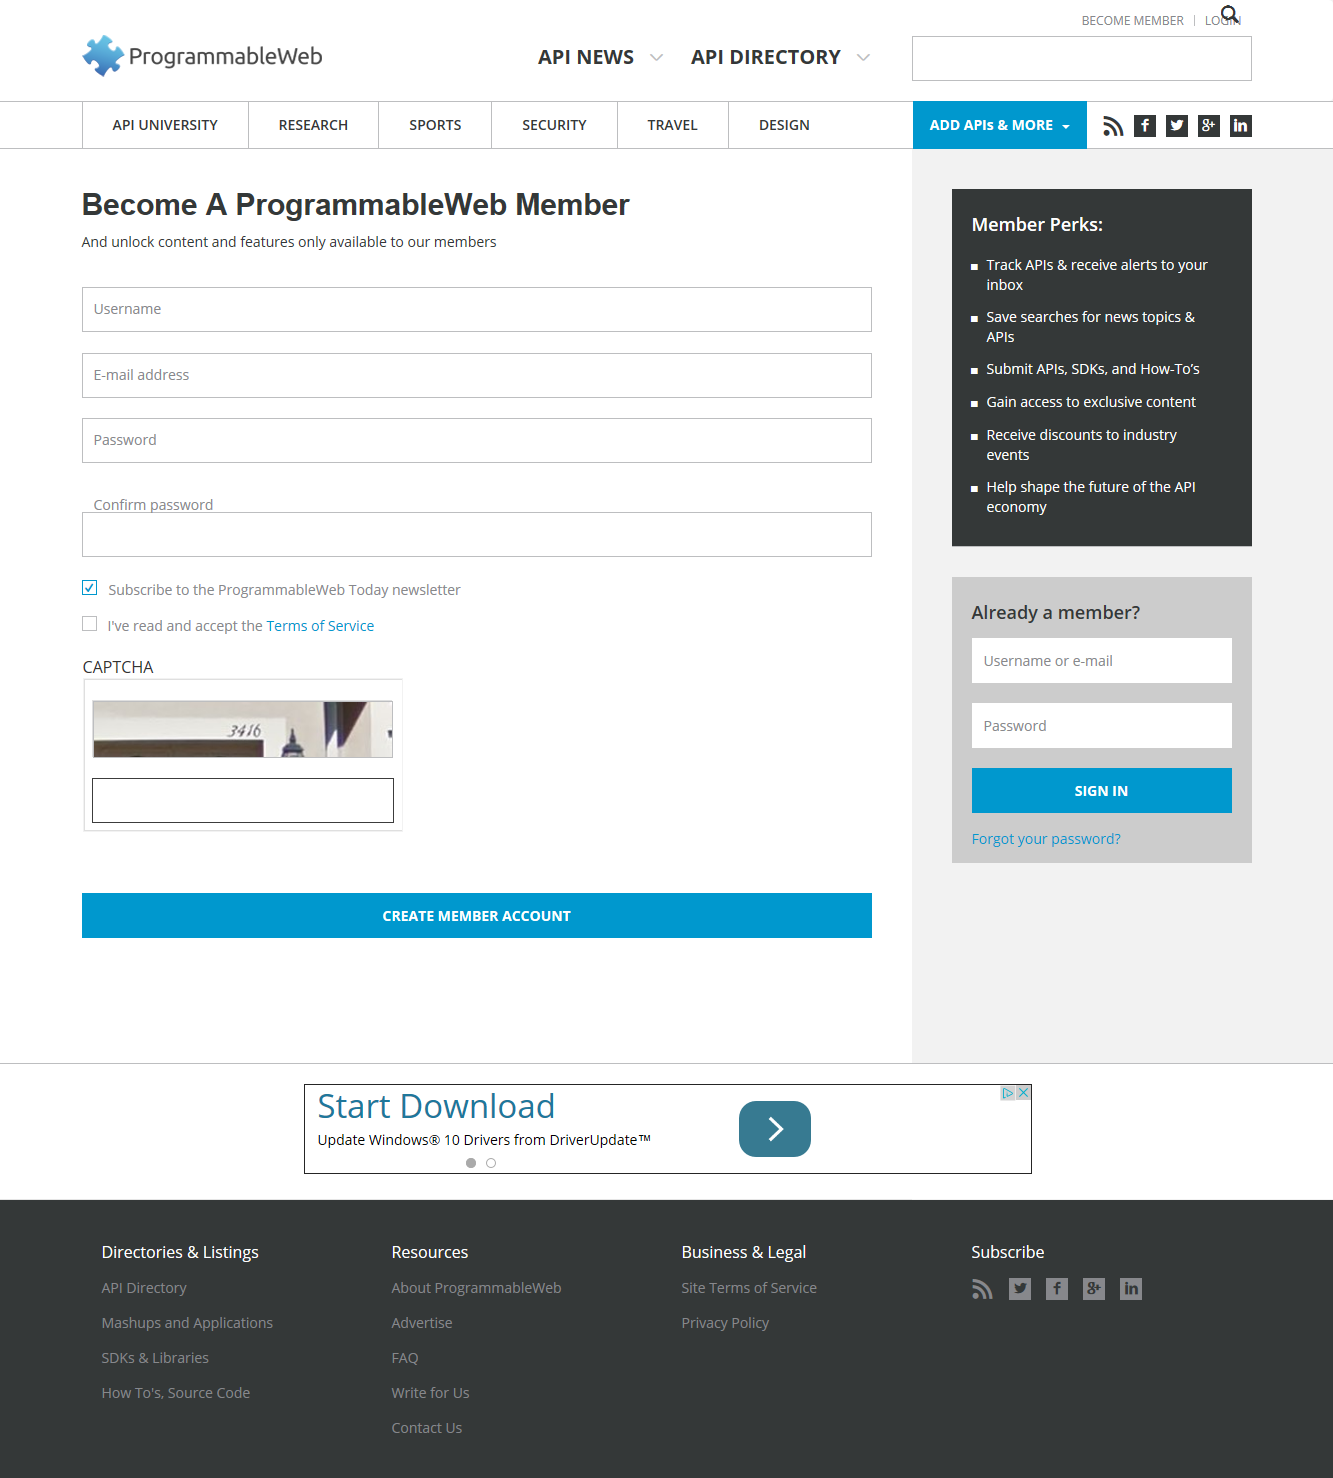 BECOME MEMBER | LOGIN
ProgrammableWeb
API NEWS
API DIRECTORY
API UNIVERSITY
RESEARCH
SPORTS
SECURITY
TRAVEL
DESIGN
ADD APIs & MORE
Become A ProgrammableWeb Member
And unlock content and features only available to our members
Username
E-mail address
Password
Confirm password
Subscribe to the ProgrammableWeb Today newsletter
I've read and accept the Terms of Service
CAPTCHA
3416
CREATE MEMBER ACCOUNT
Member Perks:
Track APIs & receive alerts to your
inbox
Save searches for news topics &
APIs
Submit APIs, SDKs, and How-To's
Gain access to exclusive content
Receive discounts to industry
events
Help shape the future of the API
economy
Already a member?
Username or e-mail
Password
SIGN IN
Forgot your password?
Start Download
Update Windows® 10 Drivers from DriverUpdate™
Directories & Listings
API Directory
Mashups and Applications
SDKs & Libraries
How To's, Source Code
Resources
About ProgrammableWeb
Advertise
FAQ
Write for Us
Contact Us
Business & Legal
Site Terms of Service
Privacy Policy
Subscribe